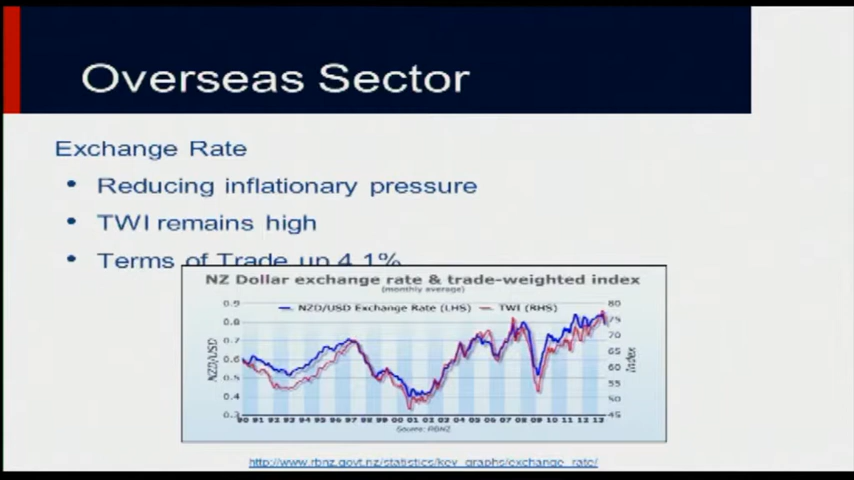 Overseas Sector
Exchange Rate
• Reducing inflationary pressure
• TWI remains high
• Terms of Trade up 4.1%
NZ Dollar exchange rate & trade-weighted index
(monthly average)
NZD/USD Exchange Rate (LHS) TWI (RHS)
NZD/USD
0.9
0.8
0.7
0.6
0.5
0.4
0.3
80
75
70
65
60
55
50
45
Index
90 91 92 93 94 95 96 97 98 99 00 01 02 03 04 05 06 07 08 09 10 11 12 13
Source: RBNZ
http://www.rbnz.govt.nz/statistics/key_graphs/exchange_rate/